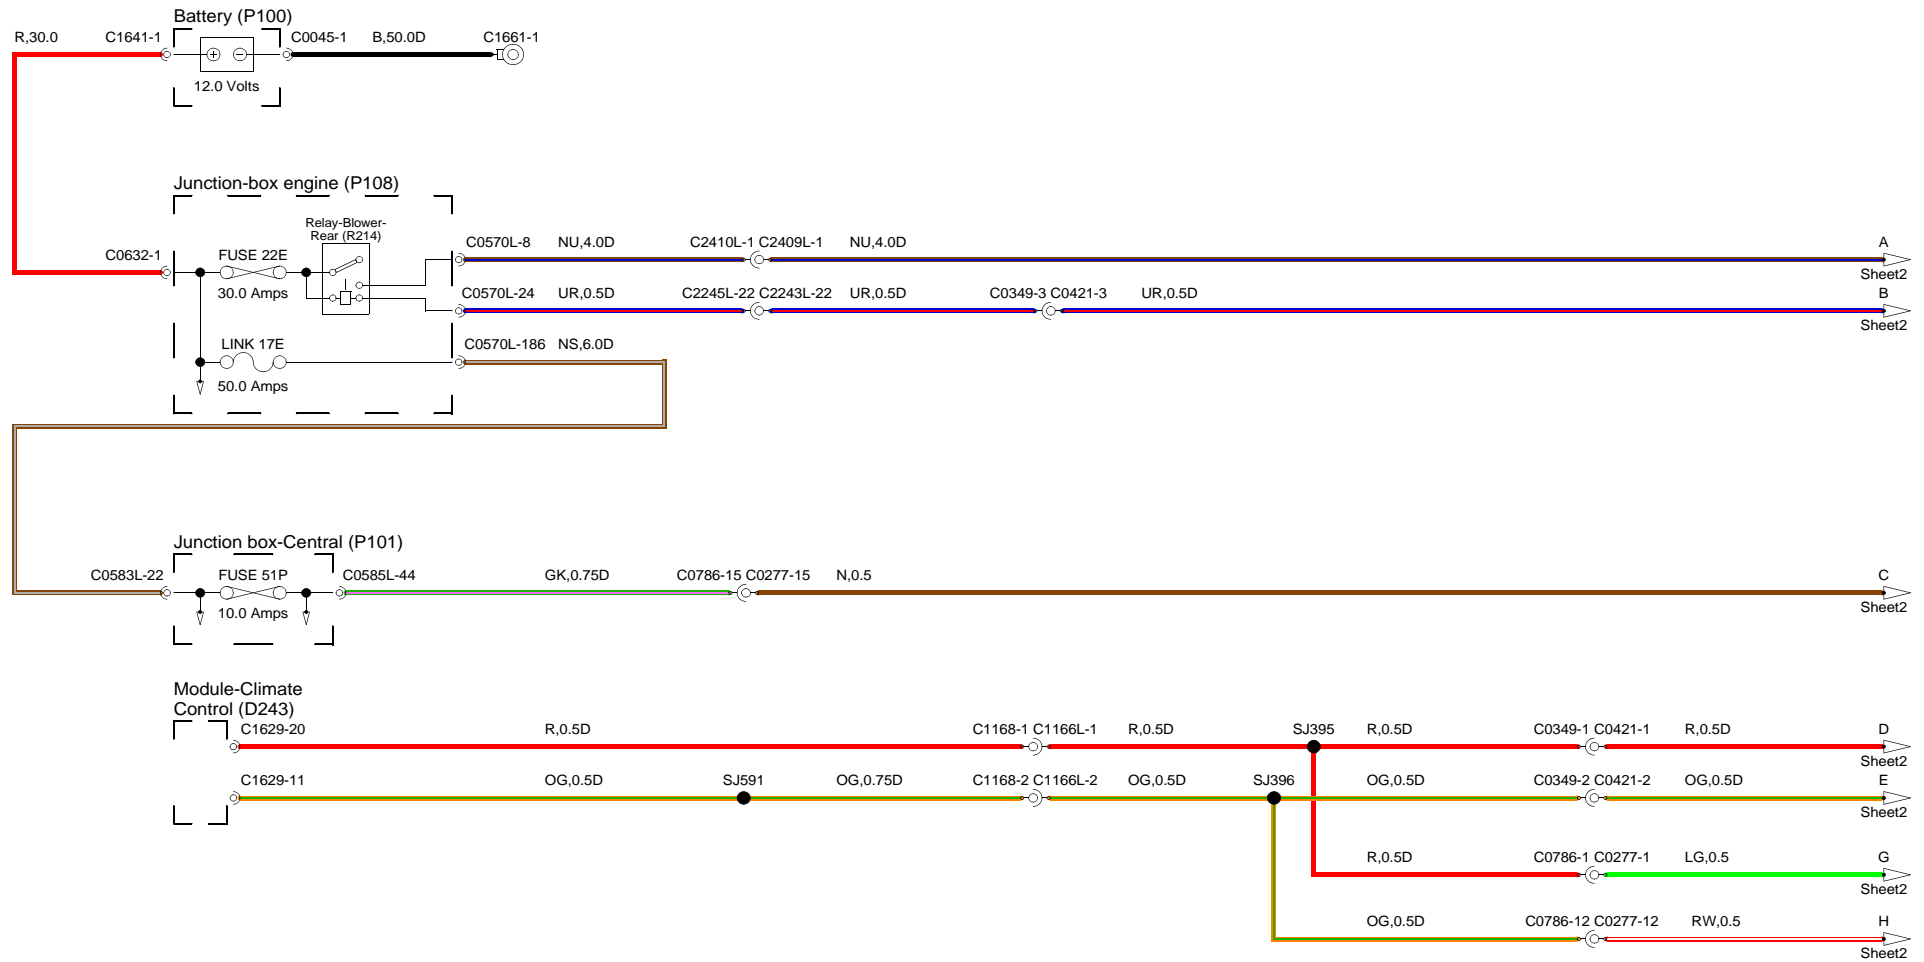 Battery (P100)
R,30.0 C1641-1 C0045-1 B,50.0D C1661-1
12.0 Volts
Junction-box engine (P108)
Relay-Blower-
Rear (R214)
C0632-1 FUSE 22E
30.0 Amps
C0570L-8 NU,4.0D C2410L-1 C2409L-1 NU,4.0D A
Sheet2
C0570L-24 UR,0.5D C2245L-22 C2243L-22 UR,0.5D C0349-3 C0421-3 UR,0.5D B
Sheet2
LINK 17E C0570L-186 NS,6.0D
50.0 Amps
Junction box-Central (P101)
C0583L-22 FUSE 51P C0585L-44 GK,0.75D C0786-15 C0277-15 N,0.5 C
10.0 Amps Sheet2
Module-Climate
Control (D243)
C1629-20 R,0.5D C1168-1 C1166L-1 R,0.5D SJ395 R,0.5D C0349-1 C0421-1 R,0.5D D
Sheet2
C1629-11 OG,0.5D SJ591 OG,0.75D C1168-2 C1166L-2 OG,0.5D SJ396 OG,0.5D C0349-2 C0421-2 OG,0.5D E
Sheet2
R,0.5D C0786-1 C0277-1 LG,0.5 G
Sheet2
OG,0.5D C0786-12 C0277-12 RW,0.5 H
Sheet2